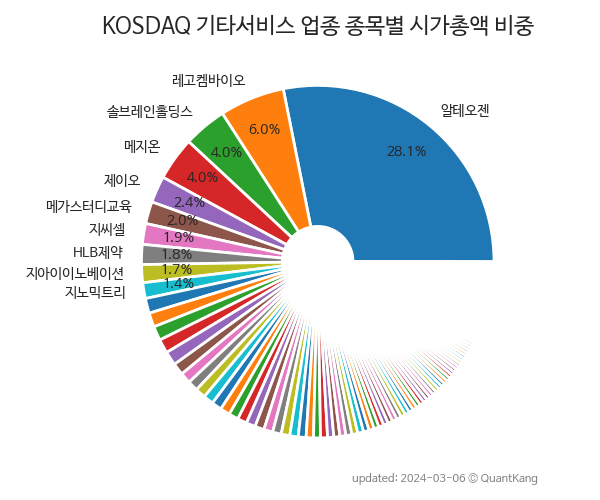 KOSDAQ 기타서비스 업종 종목별 시가총액 비중
알테오젠
28.1%
레고켐바이오
6.0%
솔브레인홀딩스
4.0%
메지온
4.0%
제이오
2.4%
메가스터디교육
2.0%
지씨셀
1.9%
HLB제약
1.8%
지아이이노베이션
1.7%
지노믹트리
1.4%
updated: 2024-03-06 © QuantKang